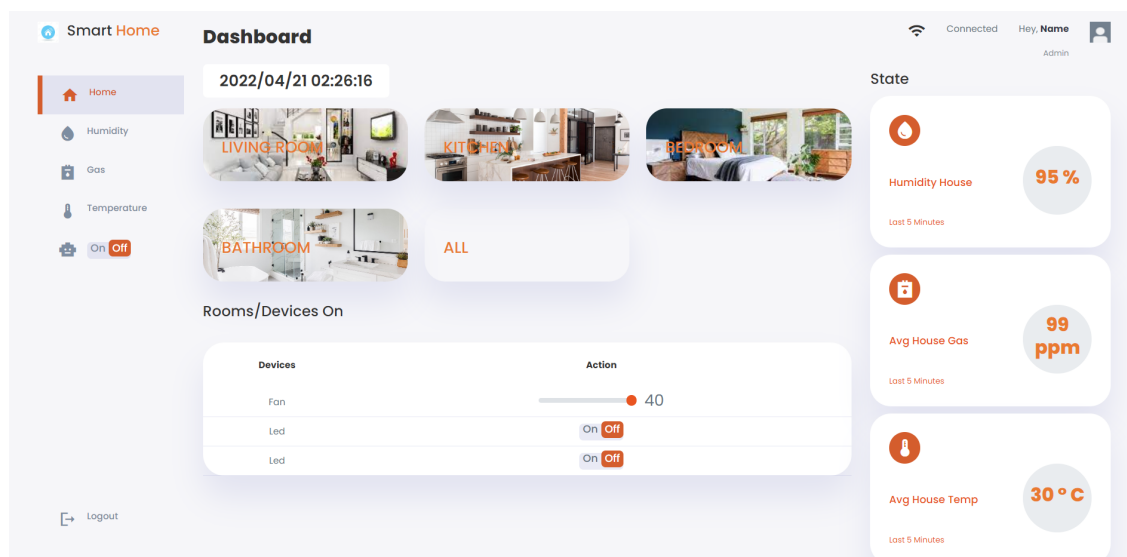 Smart Home
Dashboard
Connected
Hey, Name
Admin
Home
Humidity
Gas
Temperature
On Off
Logout
2022/04/21 02:26:16
LIVING ROOM
KITCHEN
BEDROOM
BATHROOM
ALL
Rooms/Devices On
Devices Action
Fan 40
Led On Off
Led On Off
State
Humidity House
95 %
Last 5 Minutes
Avg House Gas
99
ppm
Last 5 Minutes
Avg House Temp
30 ° C
Last 5 Minutes